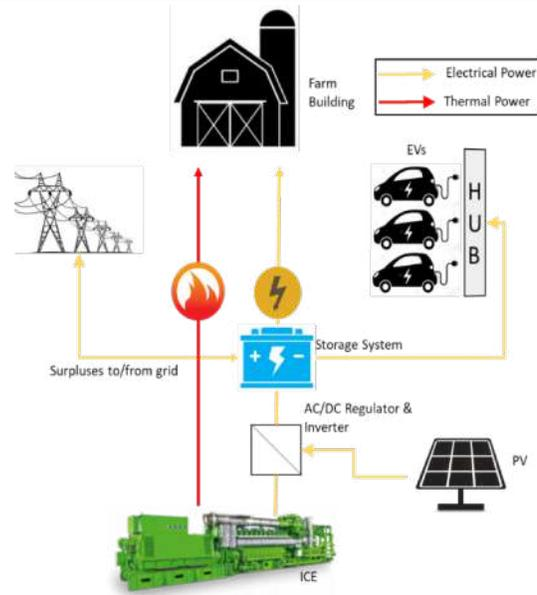 Farm
Building
Electrical Power
Thermal Power
EVs
H
U
B
Storage System
Surpluses to/from grid
AC/DC Regulator &
Inverter
PV
ICE